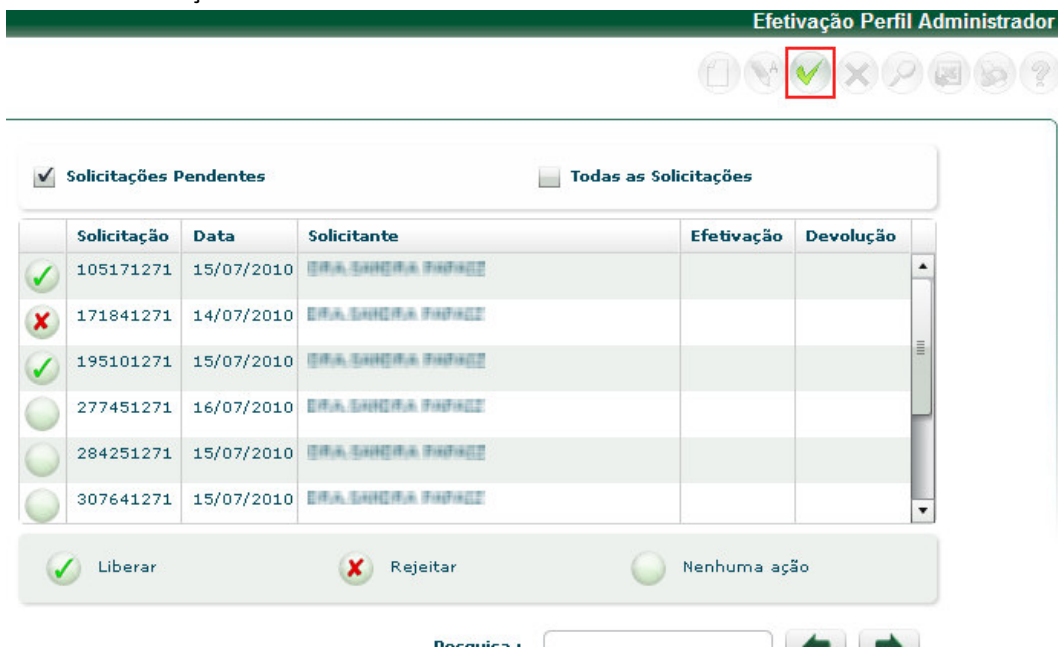 Efetivação Perfil Administrador
Solicitações Pendentes Todas as Solicitações
Solicitação Data Solicitante Efetivação Devolução
105171271 15/07/2010
171841271 14/07/2010
195101271 15/07/2010
277451271 16/07/2010
284251271 15/07/2010
307641271 15/07/2010
Liberar Rejeitar Nenhuma ação
Pesquisa :